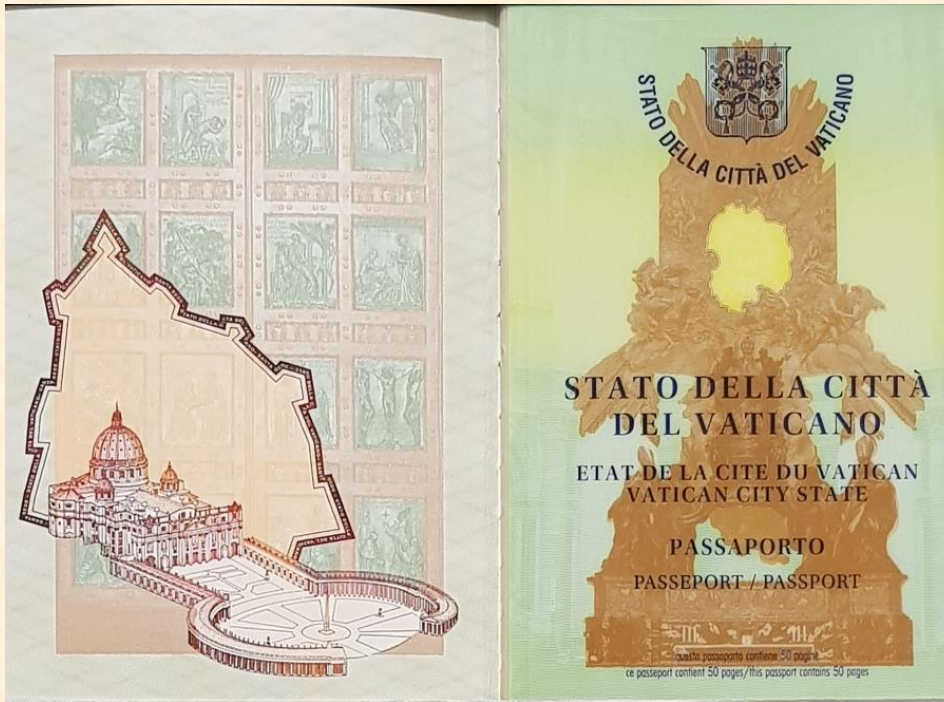 STATO DELLA CITTÀ DEL VATICANO
STATO DELLA CITTÀ
DEL VATICANO
ETAT DE LA CITE DU VATICAN
VATICAN CITY STATE
PASSAPORTO
PASSEPORT / PASSPORT
questo passaporto contiene 50 pagine
ce passeport contient 50 pages/this passport contains 50 pages